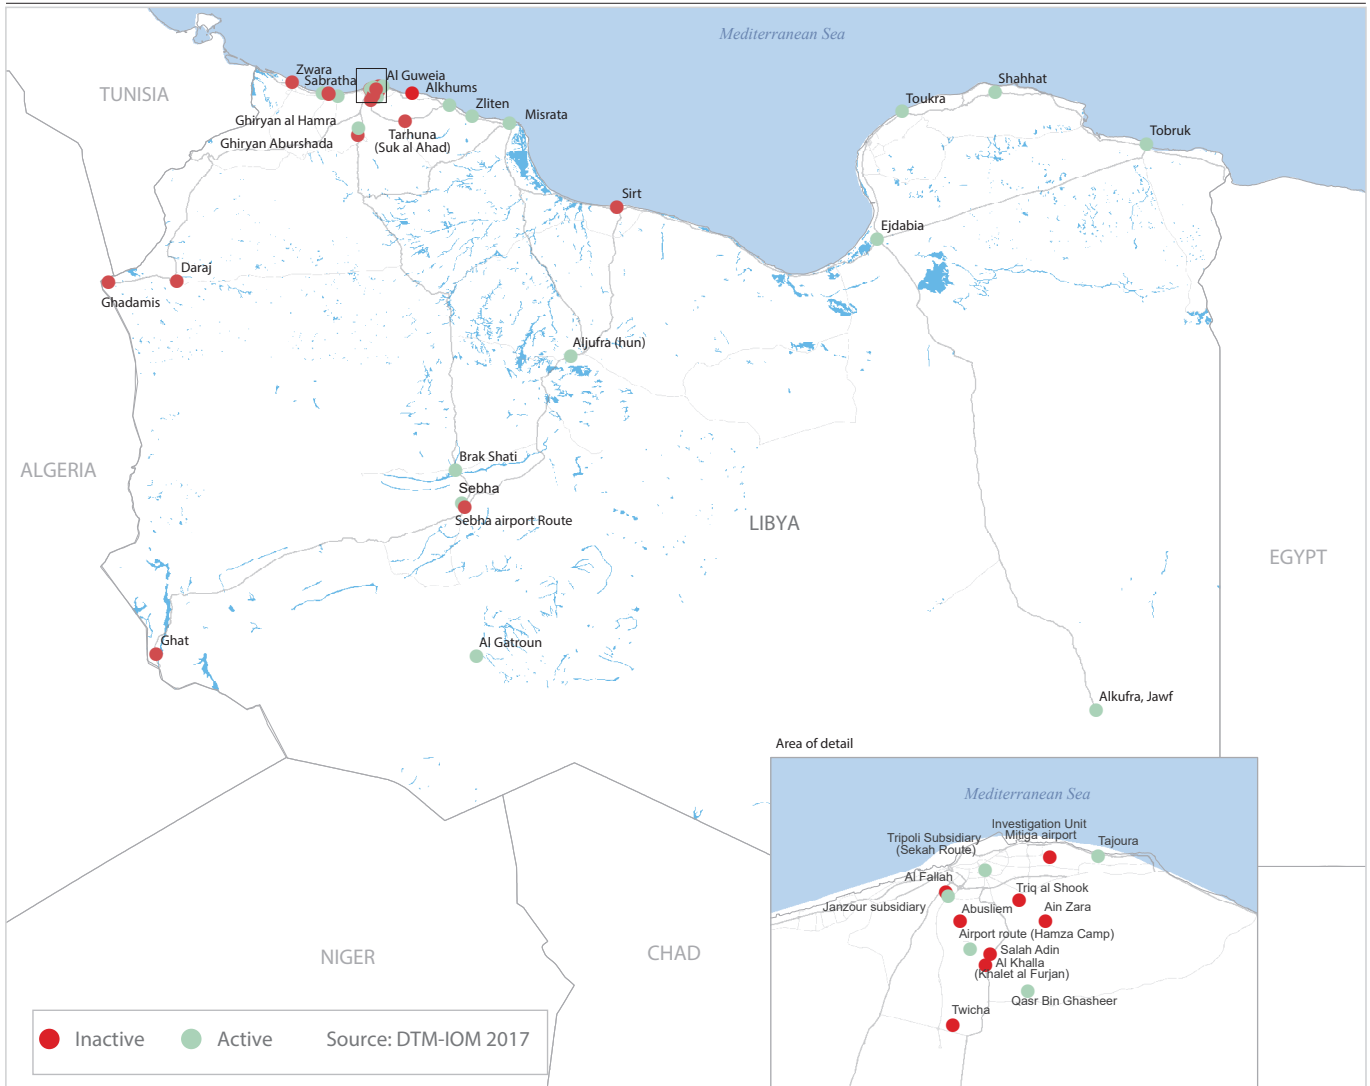 Mediterranean Sea
TUNISIA
Zwara
Sabratha
Al Guweia
Alkhums
Zliten
Misrata
Ghiryan al Hamra
Ghiryan Aburshada
Tarhuna
(Suk al Ahad)
Shahhat
Toukra
Tobruk
Sirt
Ejdabia
Daraj
Ghadamis
Aljufra (hun)
ALGERIA
Brak Shati
Sebha
Sebha airport Route
LIBYA
EGYPT
Ghat
Al Gatroun
Alkufra, Jawf
Area of detail
Mediterranean Sea
Investigation Unit
Mitiga airport
Tripoli Subsidiary
(Sekah Route)
Tajoura
Al Fallah
Triq al Shook
Janzour subsidiary
Abusliem
Ain Zara
Airport route (Hamza Camp)
Salah Adin
Al Khalla
(Khalet al Furjan)
Qasr Bin Ghasheer
Twicha
NIGER
CHAD
Inactive
Active
Source: DTM-IOM 2017